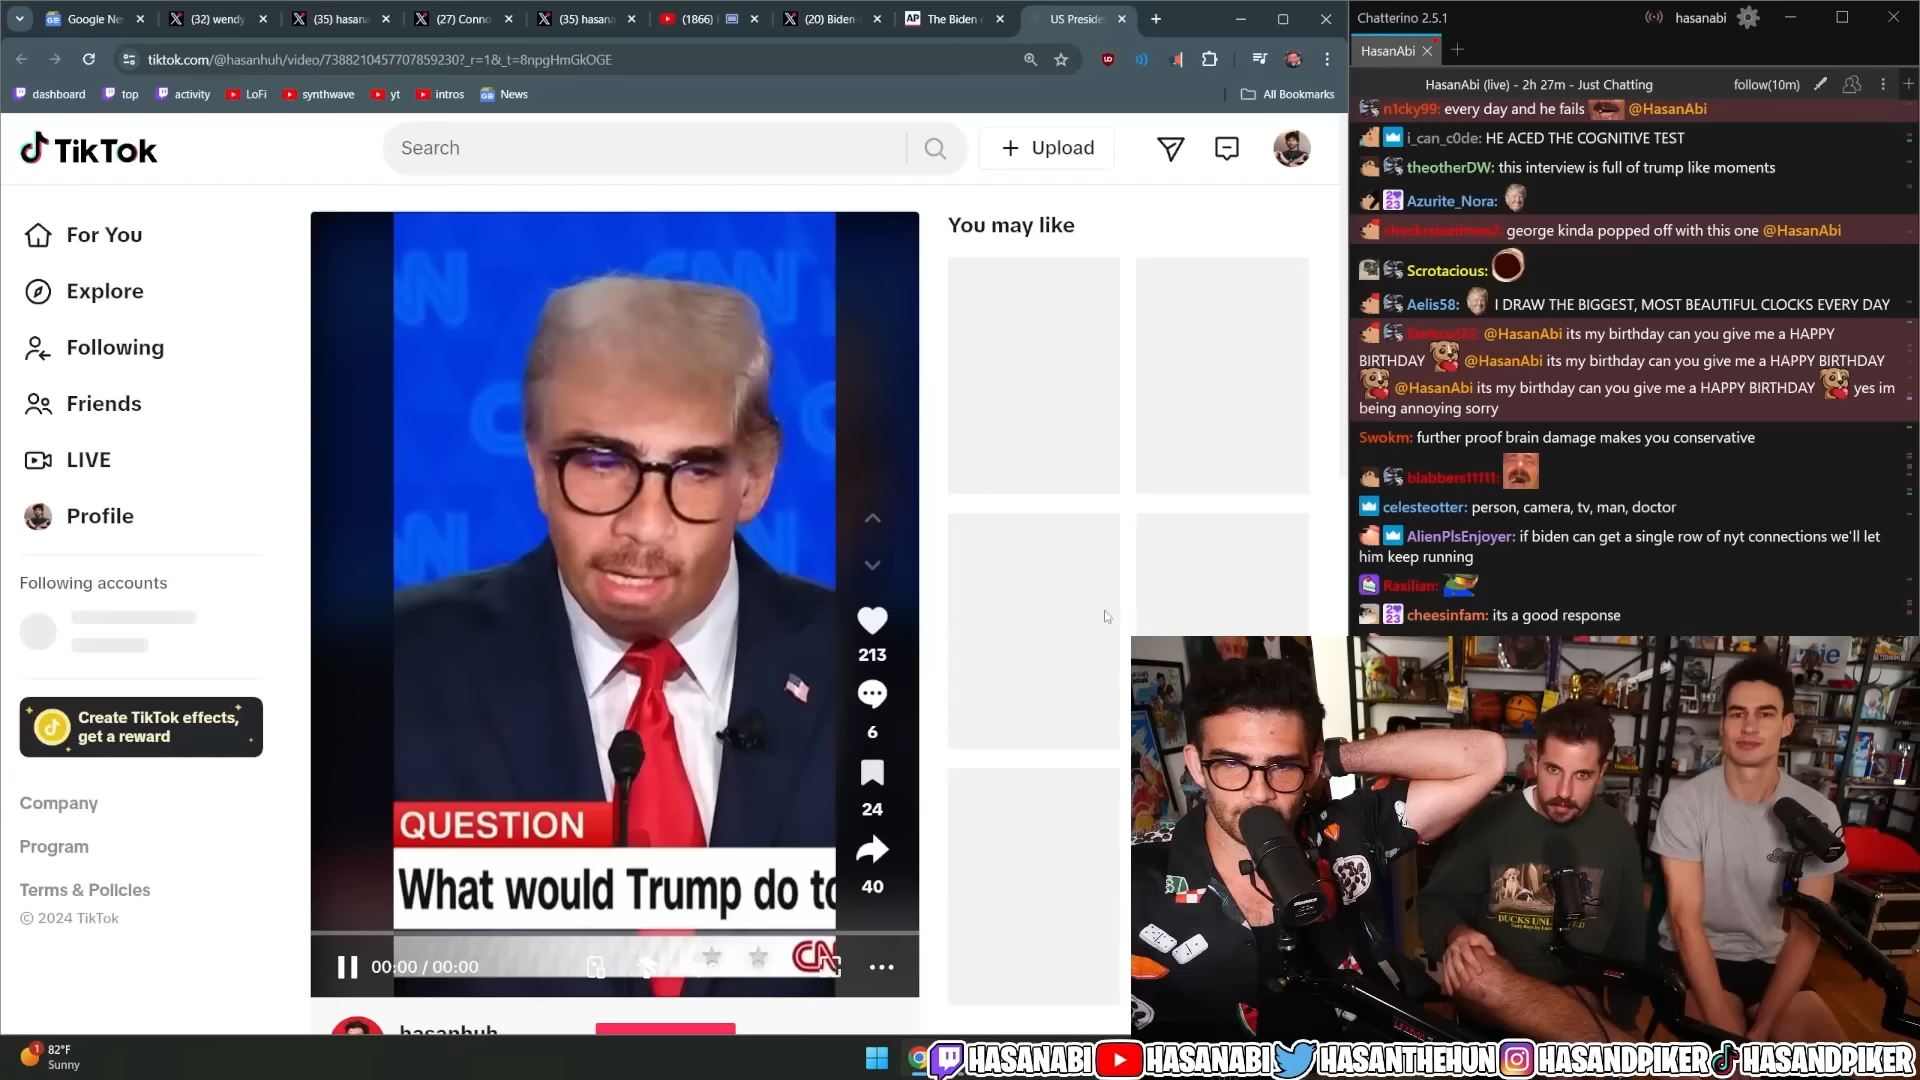 Google Ne
(32) wendy
(35) hasana
(27) Conno
(35) hasana
(1866)
(20) Biden-
AP
The Biden
US Preside
tiktok.com/@hasanhuh/video/7388210457707859230?_r=1&_t=8npgHmGkOGE
dashboard
top
activity
LoFi
synthwave
yt
intros
News
All Bookmarks
TikTok
Search
+ Upload
For You
Explore
Following
Friends
LIVE
Profile
Following accounts
Create TikTok effects,
get a reward
Company
Program
Terms & Policies
© 2024 TikTok
213
6
24
40
QUESTION
What would Trump do to
CN
00:00 / 00:00
hasanhuh
You may like
Chatterino 2.5.1
hasanabi
HasanAbi
HasanAbi (live) - 2h 27m - Just Chatting
follow(10m)
n1cky99: every day and he fails @HasanAbi
i_can_c0de: HE ACED THE COGNITIVE TEST
theotherDW: this interview is full of trump like moments
Azurite_Nora:
george kinda popped off with this one @HasanAbi
Scrotacious:
Aelis58: I DRAW THE BIGGEST, MOST BEAUTIFUL CLOCKS EVERY DAY
@HasanAbi its my birthday can you give me a HAPPY
BIRTHDAY @HasanAbi its my birthday can you give me a HAPPY BIRTHDAY
@HasanAbi its my birthday can you give me a HAPPY BIRTHDAY yes im
being annoying sorry
Swokm: further proof brain damage makes you conservative
blabbers11111:
celesteotter: person, camera, tv, man, doctor
AlienPlsEnjoyer: if biden can get a single row of nyt connections we'll let
him keep running
Raxilian:
cheesinfam: its a good response
82°F
Sunny
HASANABI
HASANABI
HASANTHEHUN
HASANDPIKER
HASANDPIKER